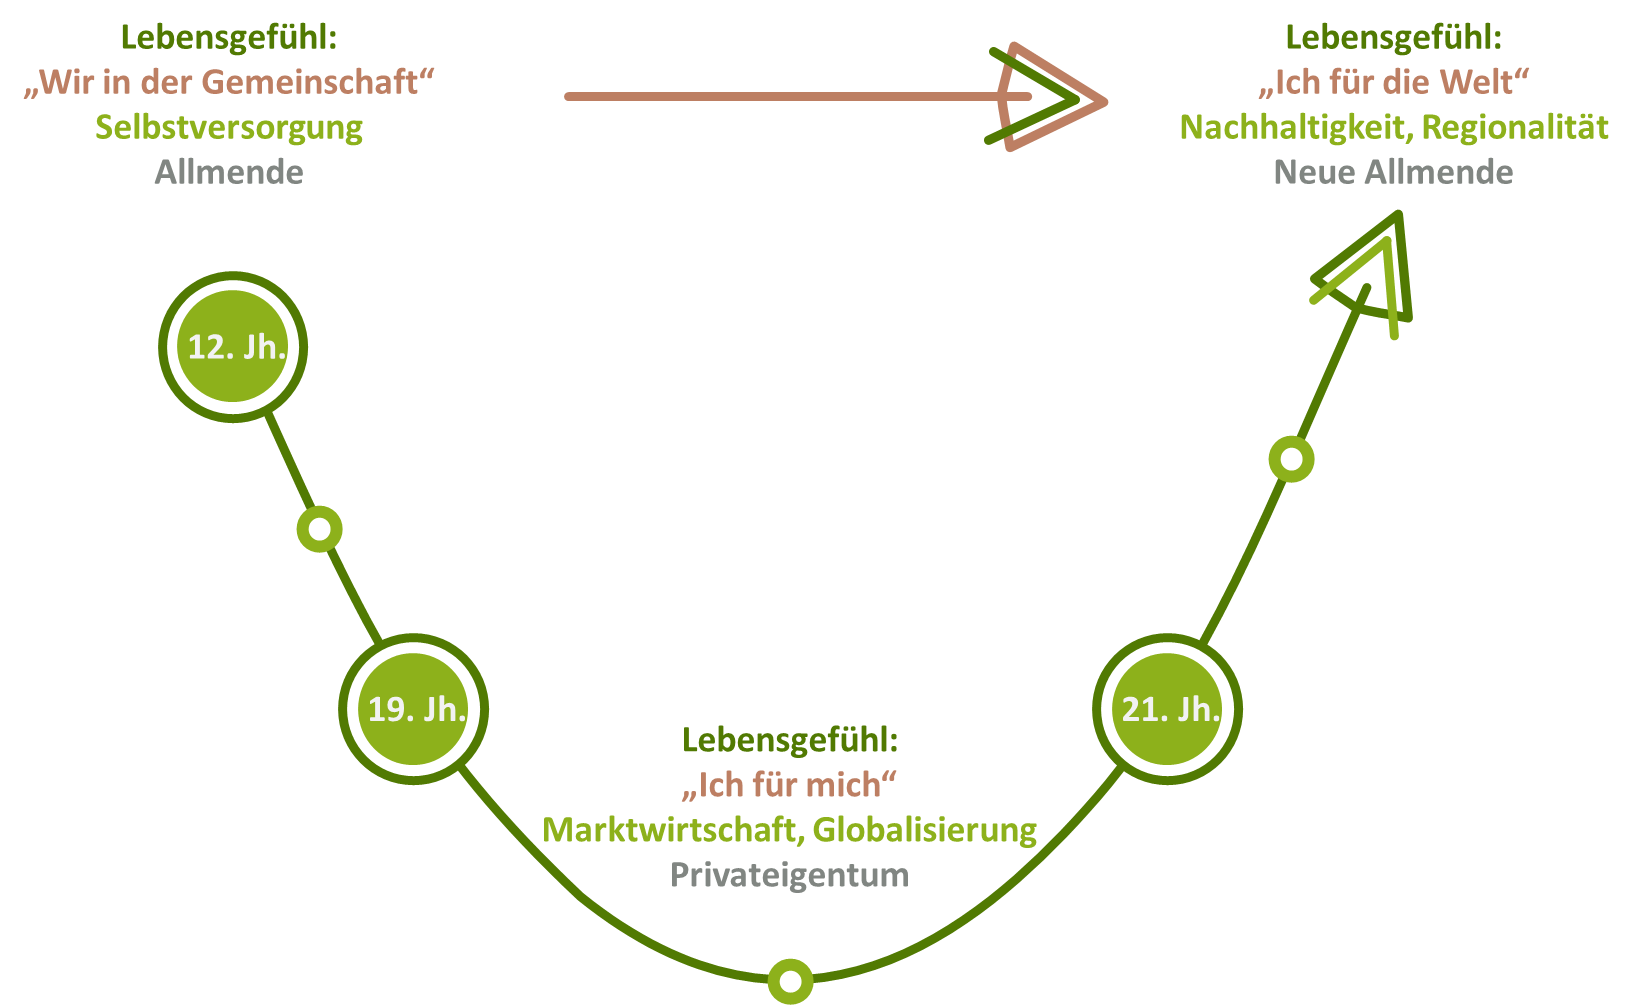 Lebensgefühl:
„Wir in der Gemeinschaft“
Selbstversorgung
Allmende
Lebensgefühl:
„Ich für die Welt“
Nachhaltigkeit, Regionalität
Neue Allmende
12. Jh.
19. Jh.
21. Jh.
Lebensgefühl:
„Ich für mich“
Marktwirtschaft, Globalisierung
Privateigentum